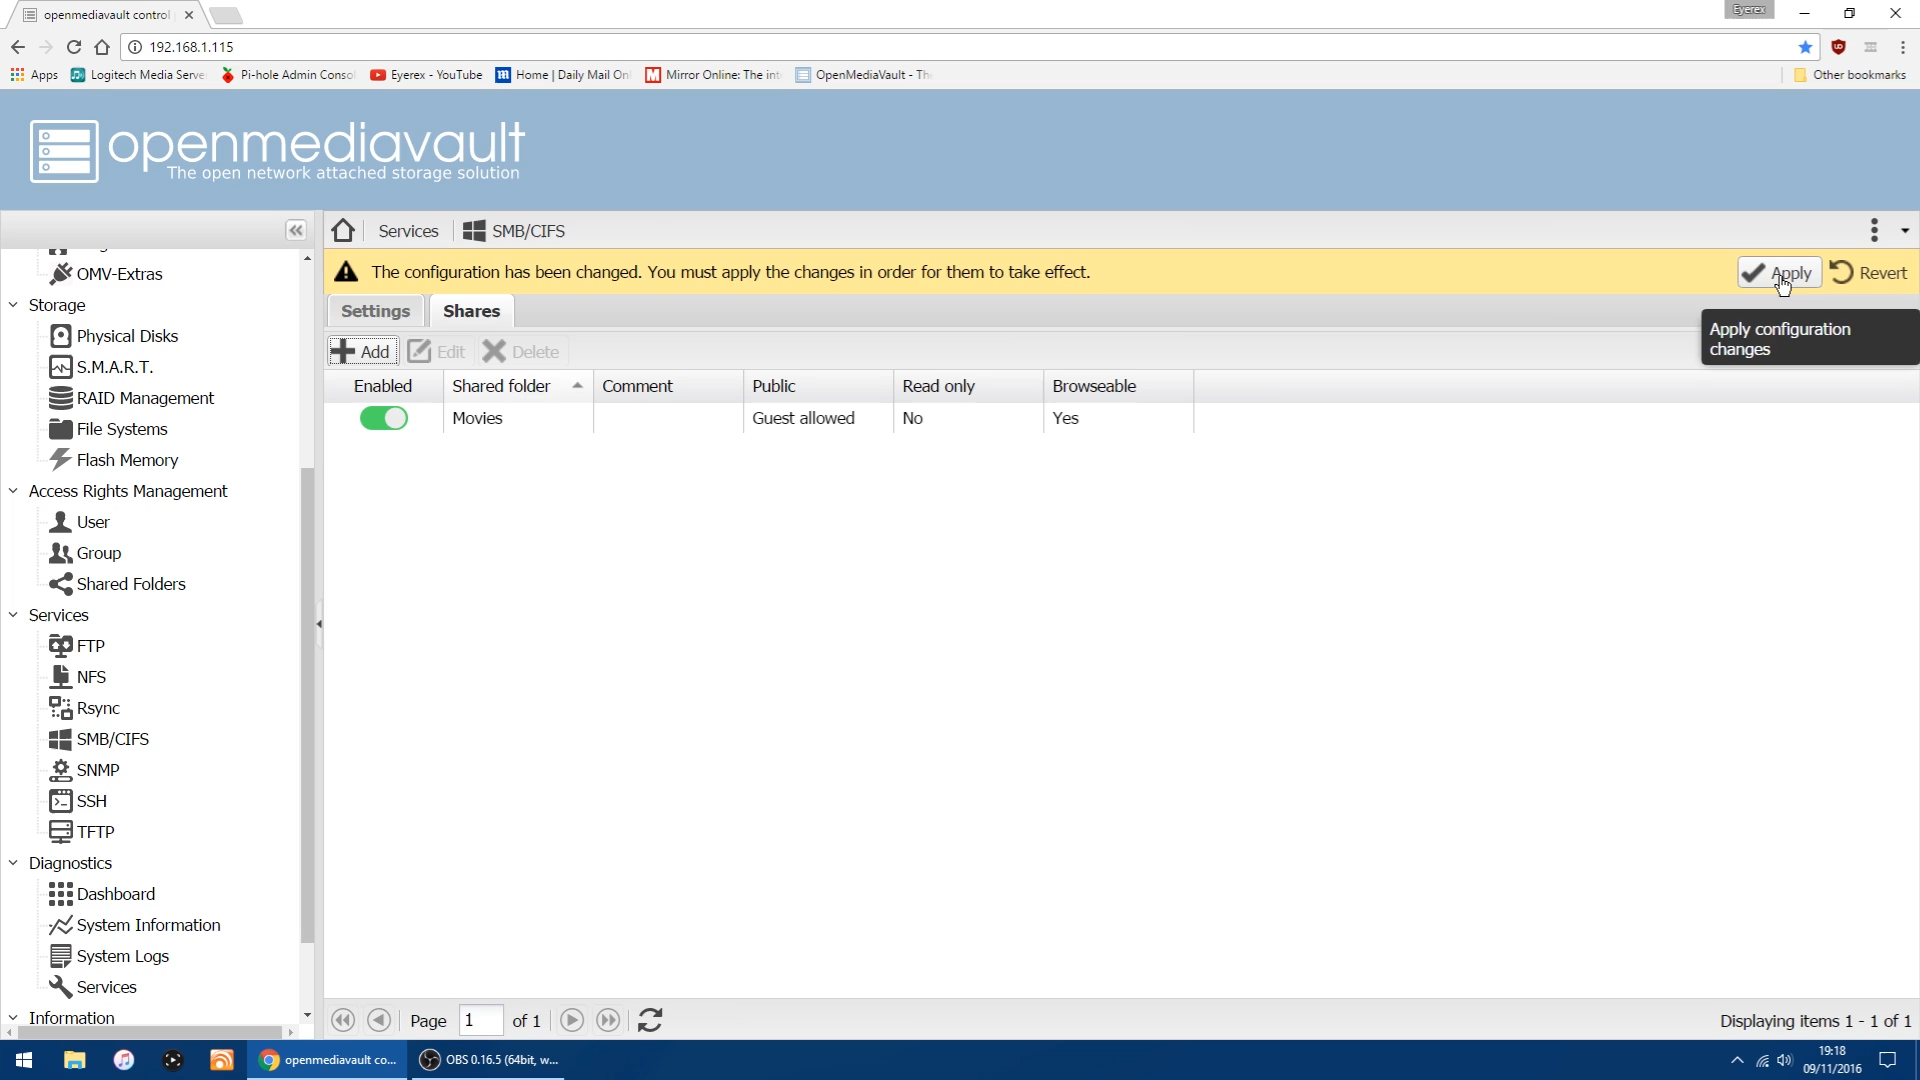 openmediavault control
Eyerex
192.168.1.115
Apps
Logitech Media Serve
Pi-hole Admin Conso
Eyerex - YouTube
Home | Daily Mail Onl
Mirror Online: The int
OpenMediaVault - Th
Other bookmarks
openmediavault
The open network attached storage solution
Services
SMB/CIFS
The configuration has been changed. You must apply the changes in order for them to take effect.
Apply
Revert
Apply configuration
changes
Settings
Shares
Add
Edit
Delete
Enabled
Shared folder
Comment
Public
Read only
Browseable
Movies
Guest allowed
No
Yes
OMV-Extras
Storage
Physical Disks
S.M.A.R.T.
RAID Management
File Systems
Flash Memory
Access Rights Management
User
Group
Shared Folders
Services
FTP
NFS
Rsync
SMB/CIFS
SNMP
SSH
TFTP
Diagnostics
Dashboard
System Information
System Logs
Services
Information
Page 1 of 1
Displaying items 1 - 1 of 1
openmediavault co...
OBS 0.16.5 (64bit, w...
19:18
09/11/2016